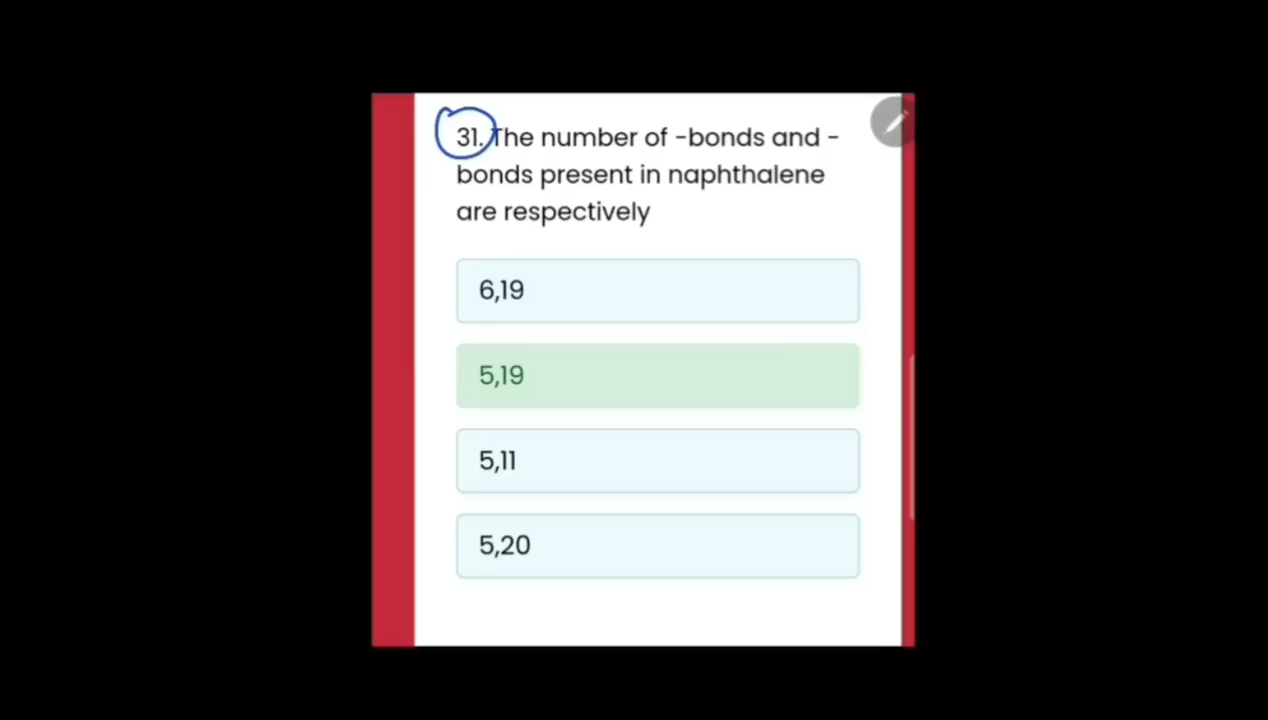 31. The number of -bonds and -
bonds present in naphthalene
are respectively
6,19
5,19
5,11
5,20